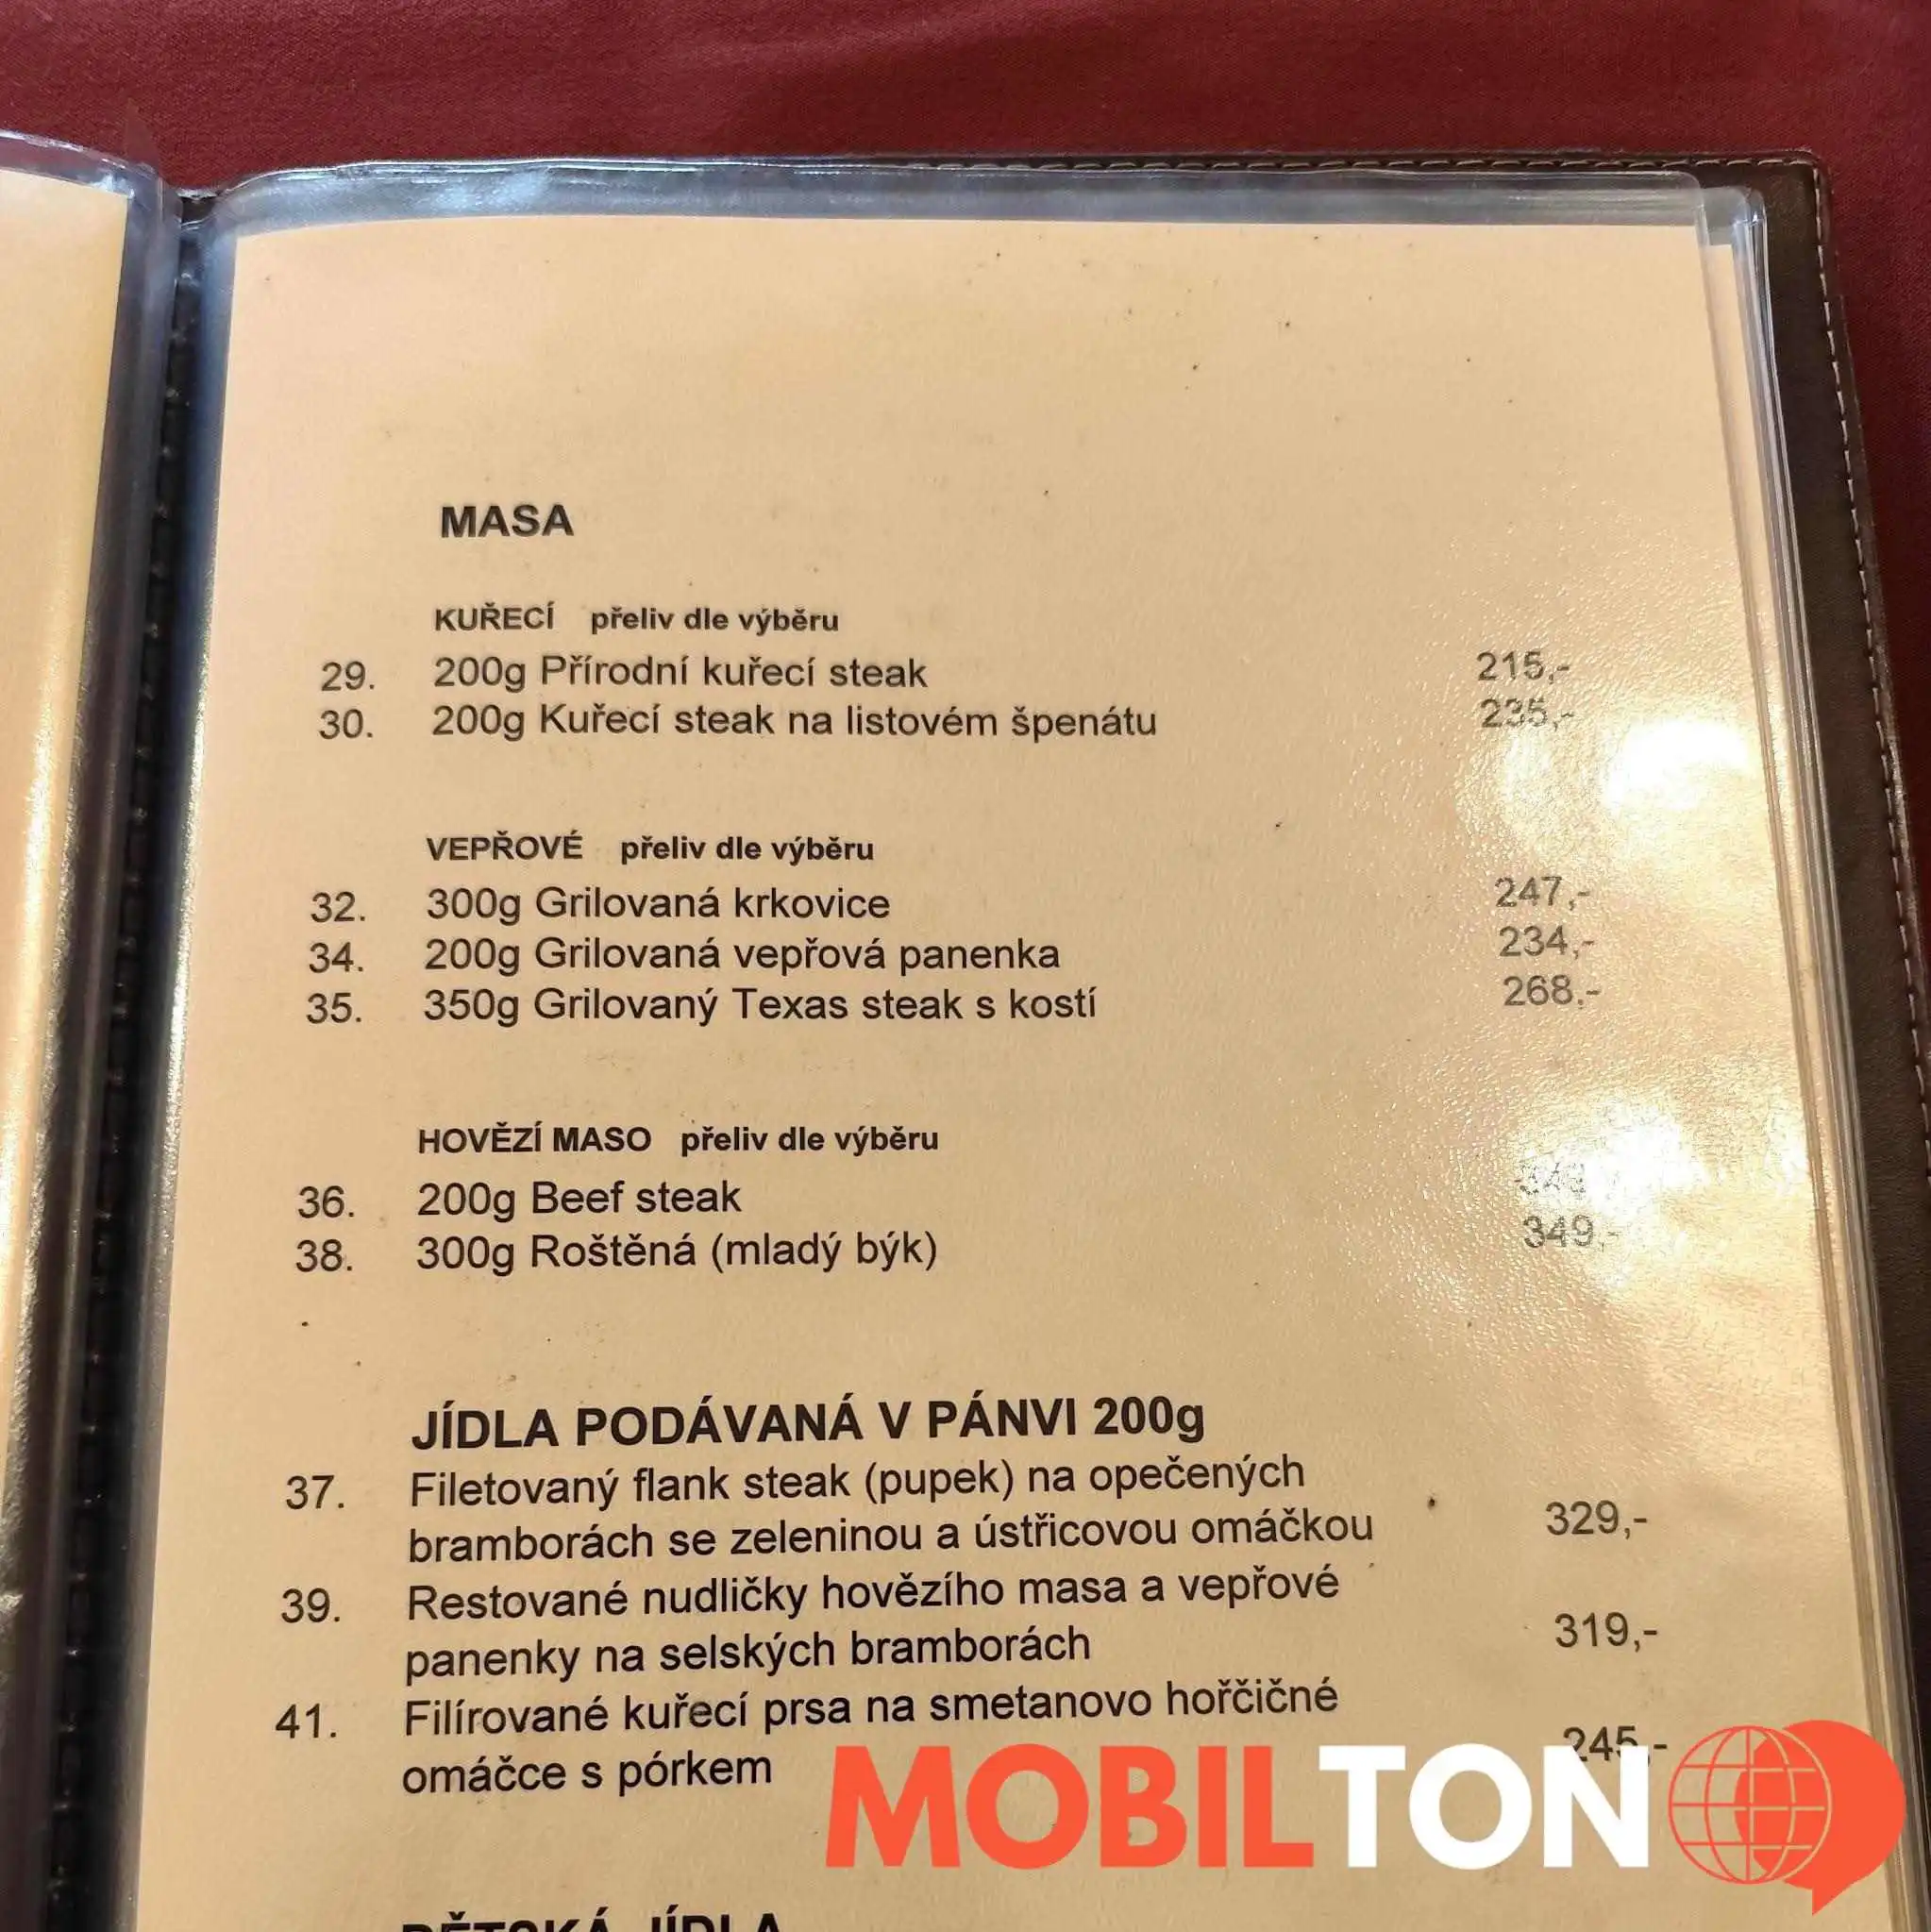 MASA
KUŘECÍ přeliv dle výběru
29. 200g Přírodní kuřecí steak 215,-
30. 200g Kuřecí steak na listovém špenátu 235,-
VEPŘOVÉ přeliv dle výběru
32. 300g Grilovaná krkovice 247,-
34. 200g Grilovaná vepřová panenka 234,-
35. 350g Grilovaný Texas steak s kostí 268,-
HOVĚZÍ MASO přeliv dle výběru
36. 200g Beef steak
38. 300g Roštěná (mladý býk) 349,-
JÍDLA PODÁVANÁ V PÁNVI 200g
37. Filetovaný flank steak (pupek) na opečených
bramborách se zeleninou a ústřicovou omáčkou 329,-
39. Restované nudličky hovězího masa a vepřové
panenky na selských bramborách 319,-
41. Filírované kuřecí prsa na smetanovo hořčičné
omáčce s pórkem 245,-
MOBILTON
DĚTSKÁ JÍDLA